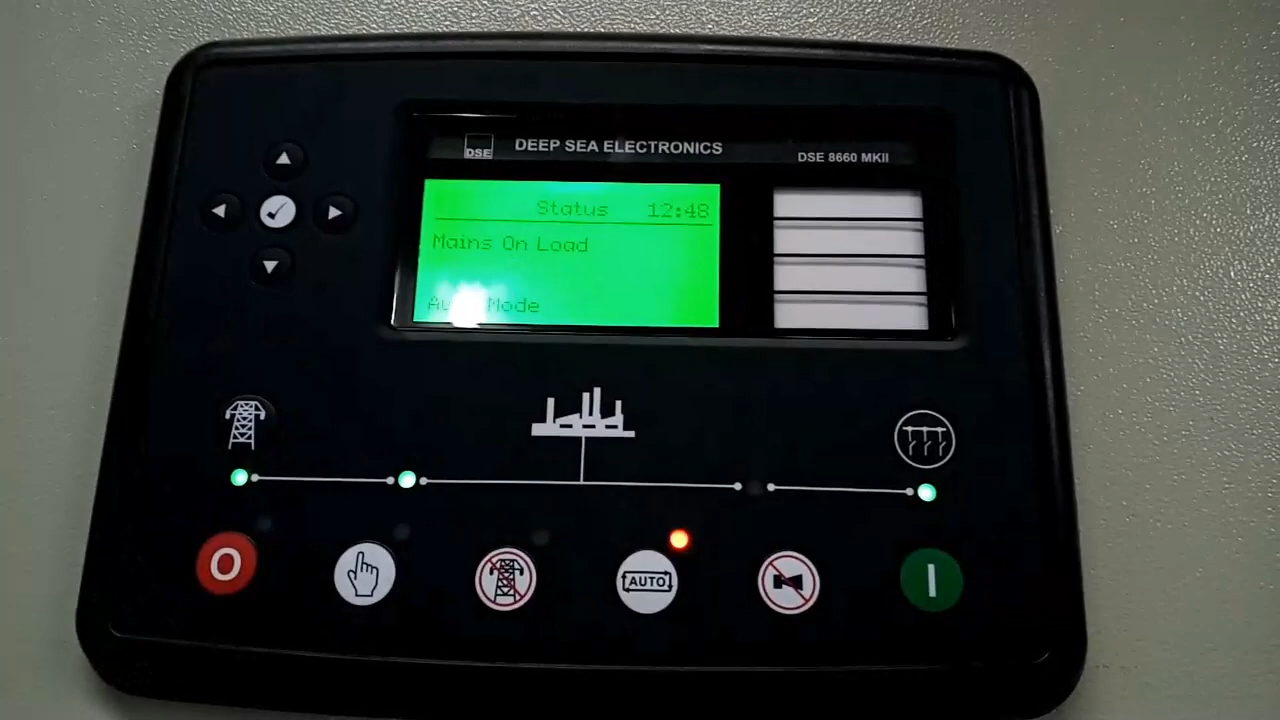 DSE DEEP SEA ELECTRONICS
DSE 8660 MKII
Status 12:48
Mains On Load
Mode
O
AUTO
I